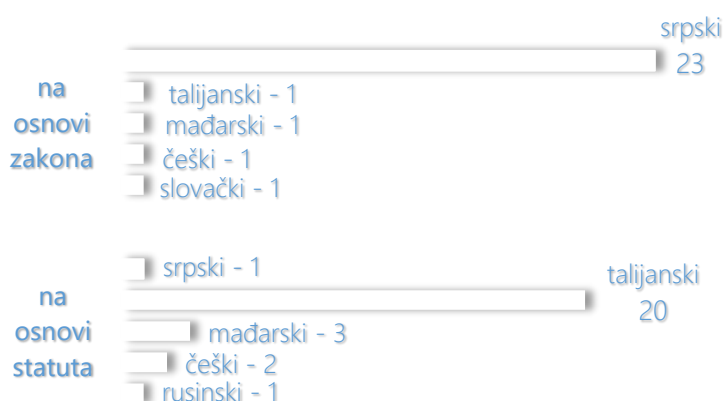 srpski
23
na
osnovi
zakona
talijanski - 1
mađarski - 1
češki - 1
slovački - 1
na
osnovi
statuta
srpski - 1
talijanski
20
mađarski - 3
češki - 2
rusinski - 1